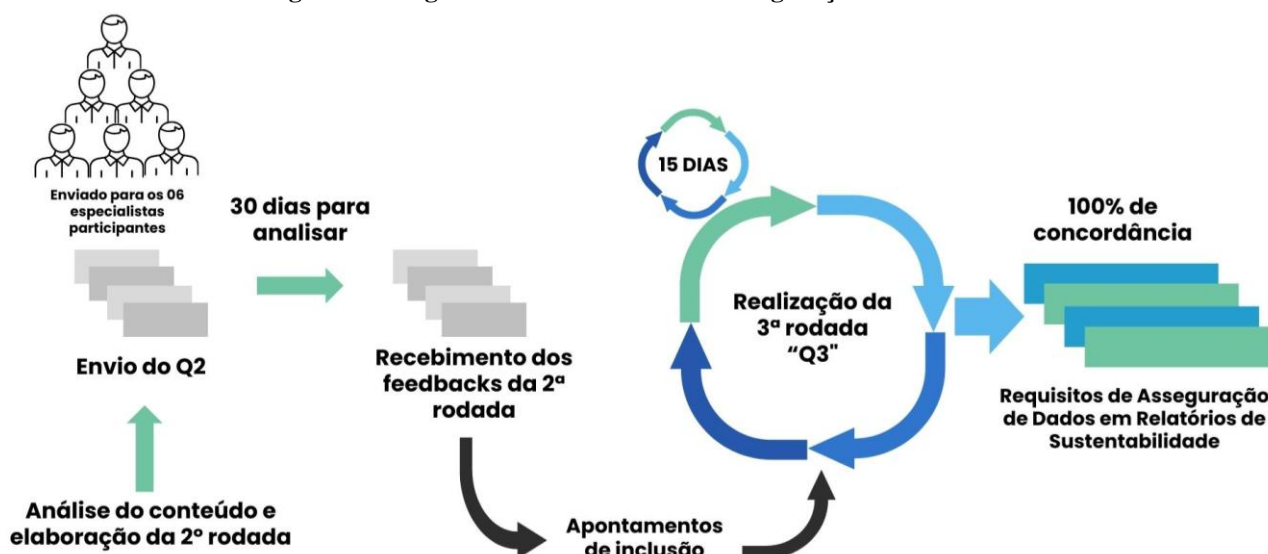 Enviado para os 06
especialistas
participantes
30 dias para
analisar
Envio do Q2
Recebimento dos
feedbacks da 2ª
rodada
Análise do conteúdo e
elaboração da 2º rodada
Apontamentos
de inclusão
15 DIAS
Realização da
3ª rodada
“Q3"
100% de
concordância
Requisitos de Asseguração
de Dados em Relatórios de
Sustentabilidade